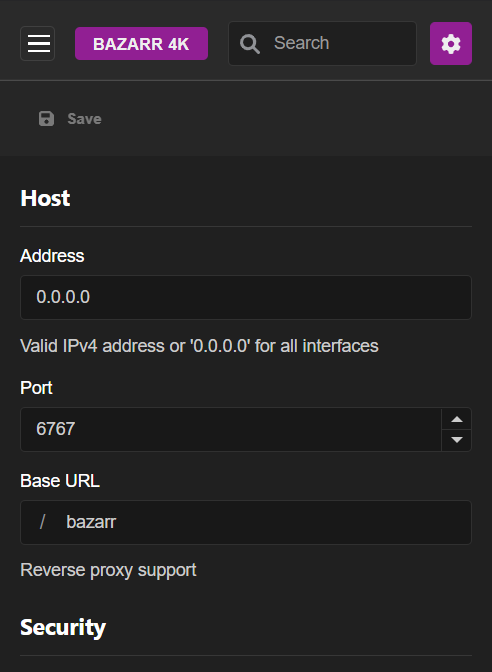 BAZARR 4K
Search
Save
Host
Address
0.0.0.0
Valid IPv4 address or '0.0.0.0' for all interfaces
Port
6767
Base URL
/ bazarr
Reverse proxy support
Security